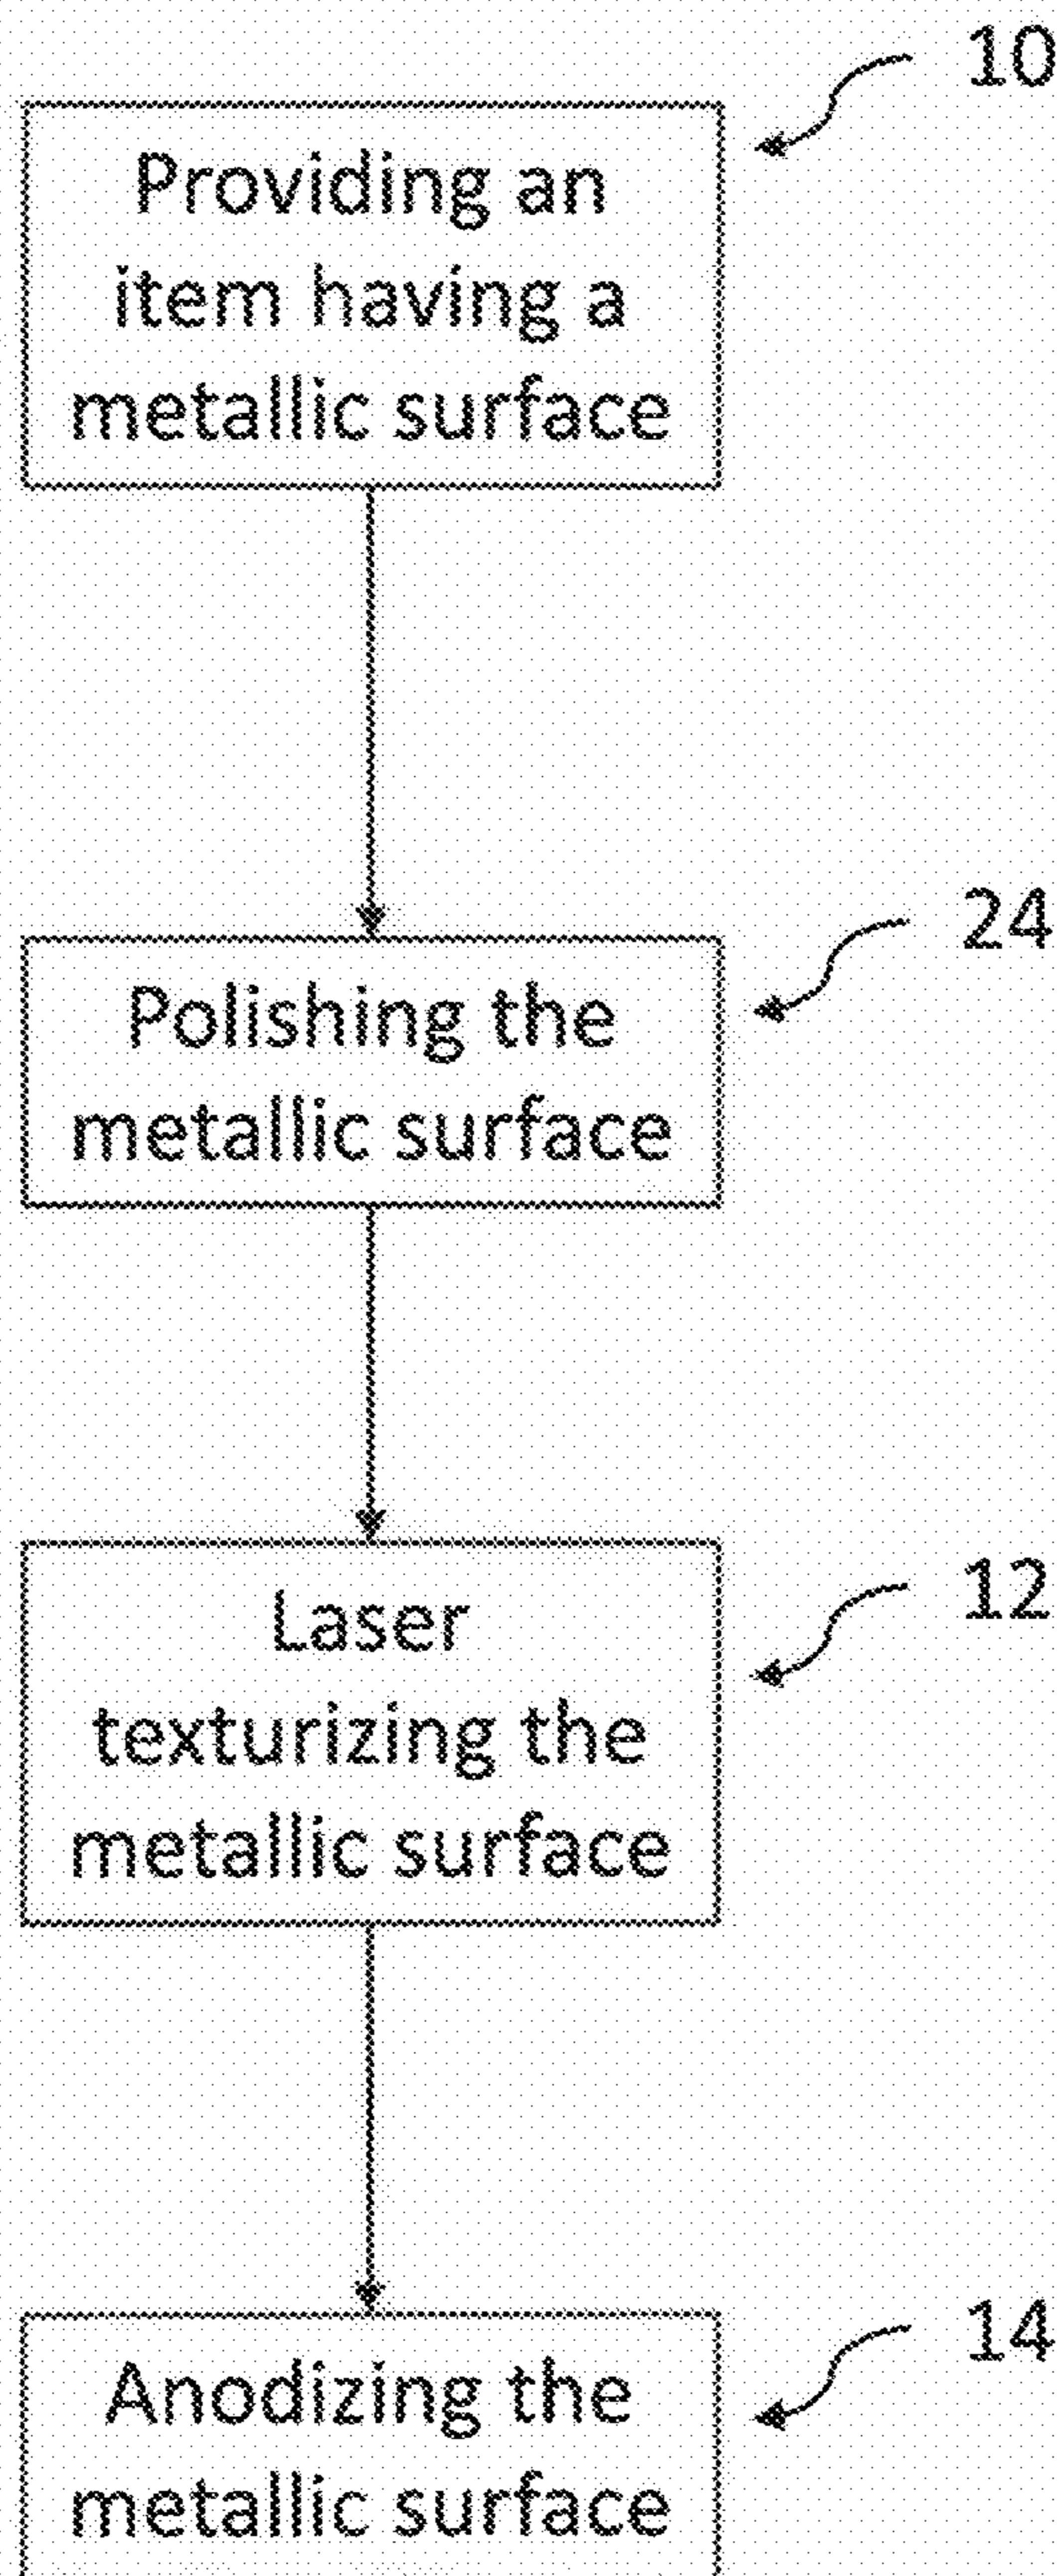 10
Providing an
item having a
metallic surface
24
Polishing the
metallic surface
12
Laser
texturizing the
metallic surface
14
Anodizing the
metallic surface